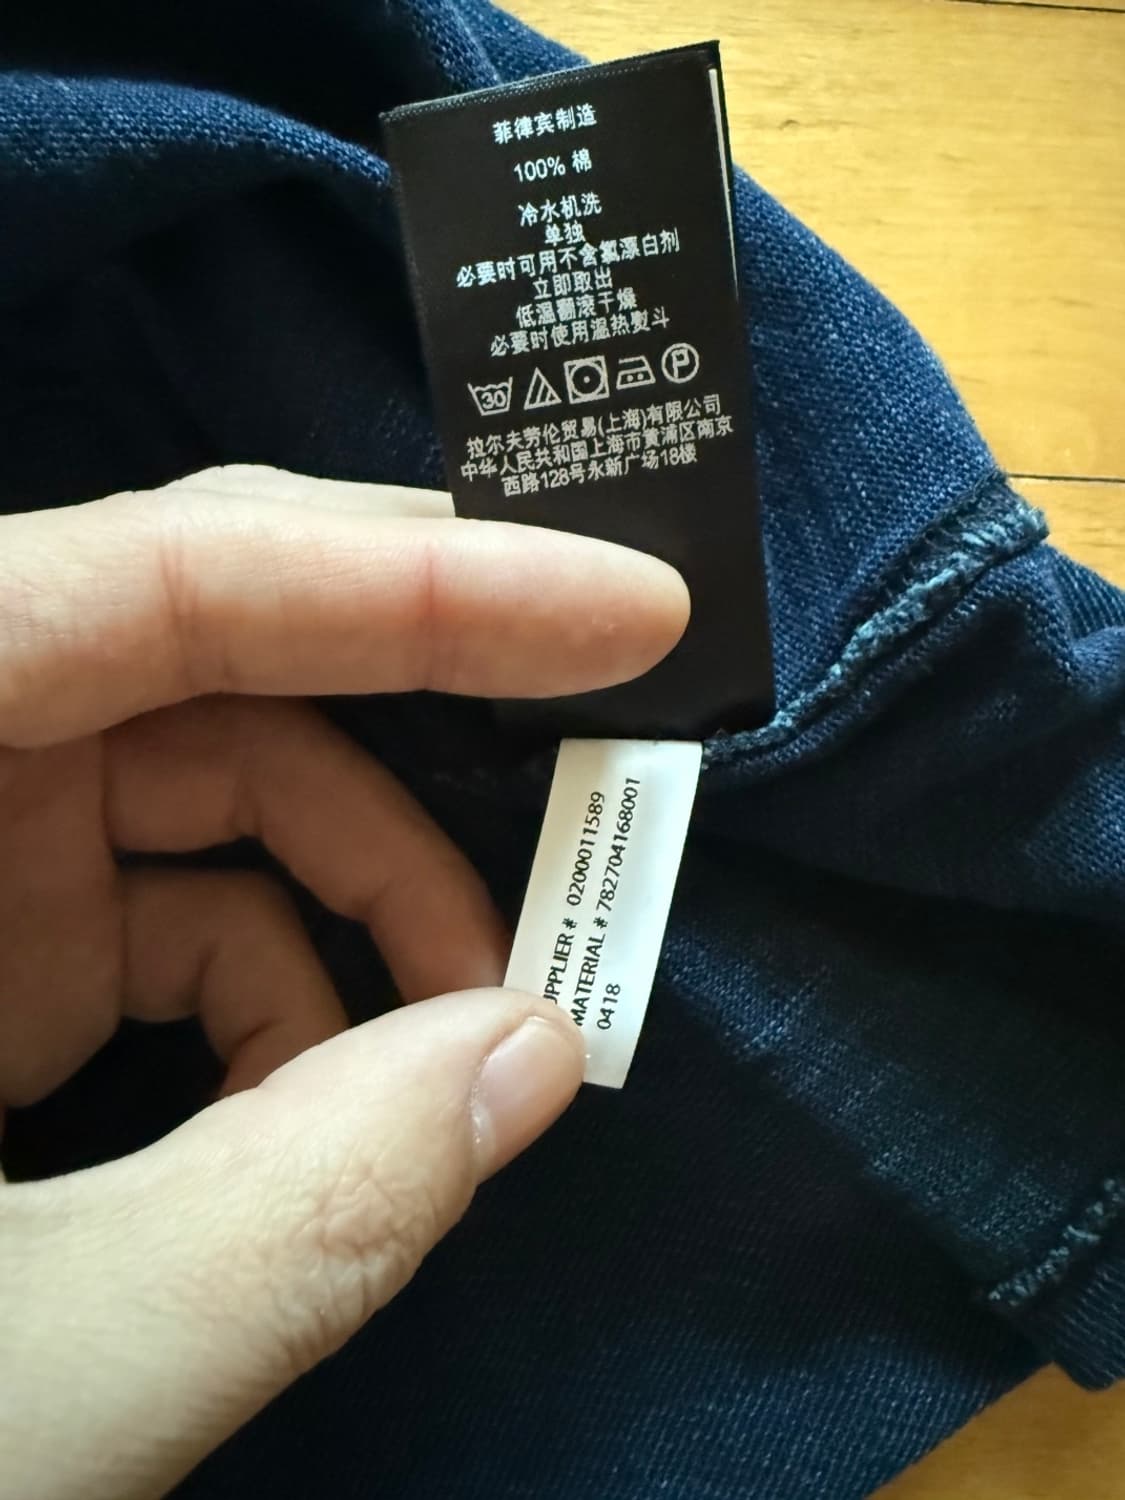 菲律宾制造
100% 棉
冷水机洗
单独
必要时可用不含氯漂白剂
立即取出
低温翻滚干燥
必要时使用温热熨斗
30
P
拉尔夫劳伦贸易(上海)有限公司
中华人民共和国上海市黄浦区南京
西路128号永新广场18楼
UPPLIER # 0200011589
MATERIAL # 782704168001
0418